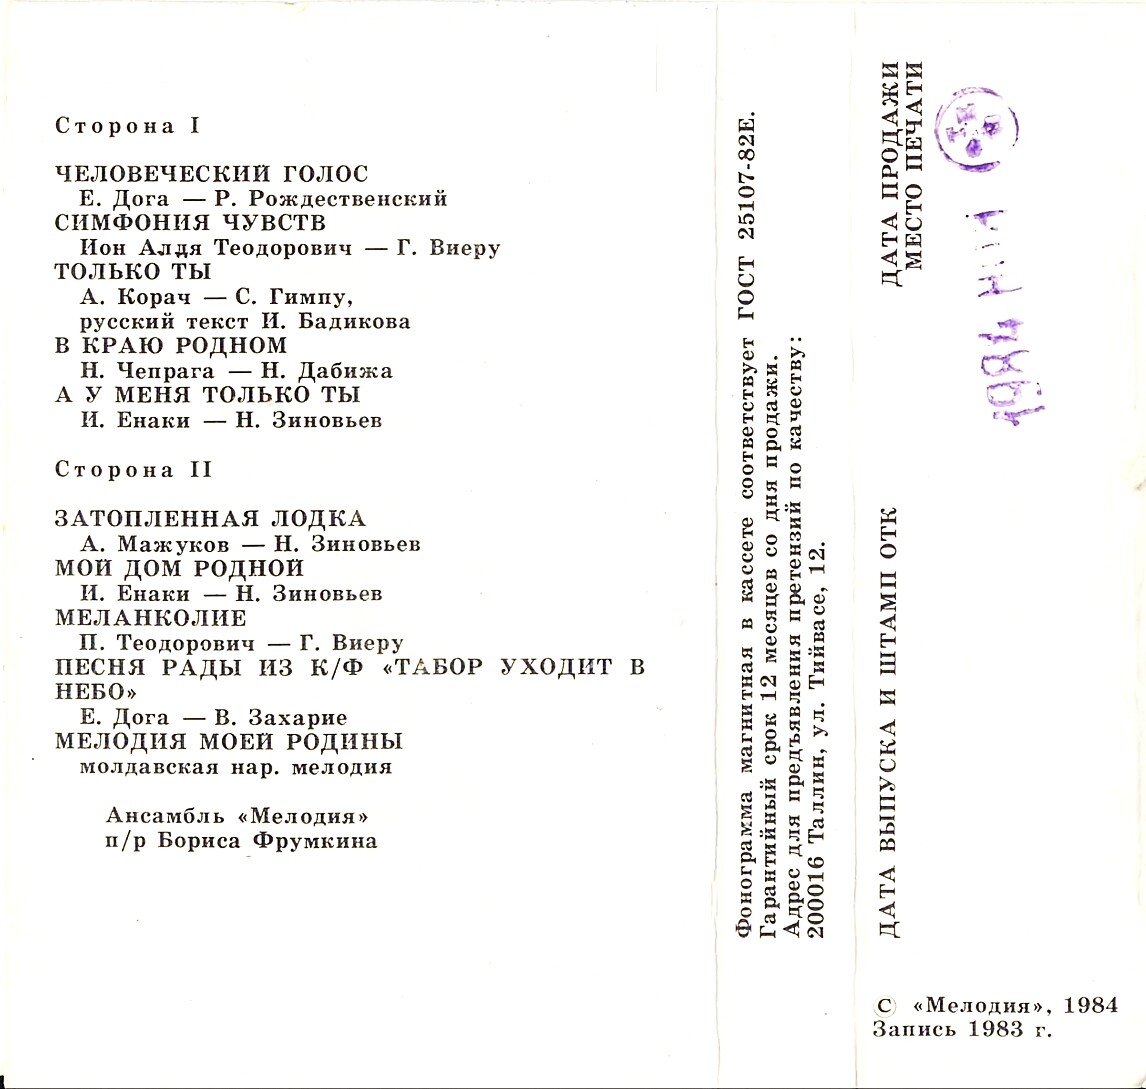 Сторона I
ЧЕЛОВЕЧЕСКИЙ ГОЛОС
Е. Дога — Р. Рождественский
СИМФОНИЯ ЧУВСТВ
Ион Алдя Теодорович — Г. Виеру
ТОЛЬКО ТЫ
А. Корач — С. Гимпу,
русский текст И. Бадикова
В КРАЮ РОДНОМ
Н. Чепрага — Н. Дабижа
А У МЕНЯ ТОЛЬКО ТЫ
И. Енаки — Н. Зиновьев
Сторона II
ЗАТОПЛЕННАЯ ЛОДКА
А. Мажуков — Н. Зиновьев
МОЙ ДОМ РОДНОЙ
И. Енаки — Н. Зиновьев
МЕЛАНКОЛИЕ
П. Теодорович — Г. Виеру
ПЕСНЯ РАДЫ ИЗ К/Ф «ТАБОР УХОДИТ В
НЕБО»
Е. Дога — В. Захарие
МЕЛОДИЯ МОЕЙ РОДИНЫ
молдавская нар. мелодия
Ансамбль «Мелодия»
п/р Бориса Фрумкина
Фонограмма магнитная в кассете соответствует ГОСТ 25107-82Е.
Гарантийный срок 12 месяцев со дня продажи.
Адрес для предъявления претензий по качеству:
200016 Таллин, ул. Тийвасе, 12.
ДАТА ВЫПУСКА И ШТАМП ОТК
ДАТА ПРОДАЖИ
МЕСТО ПЕЧАТИ
1984
© «Мелодия», 1984
Запись 1983 г.